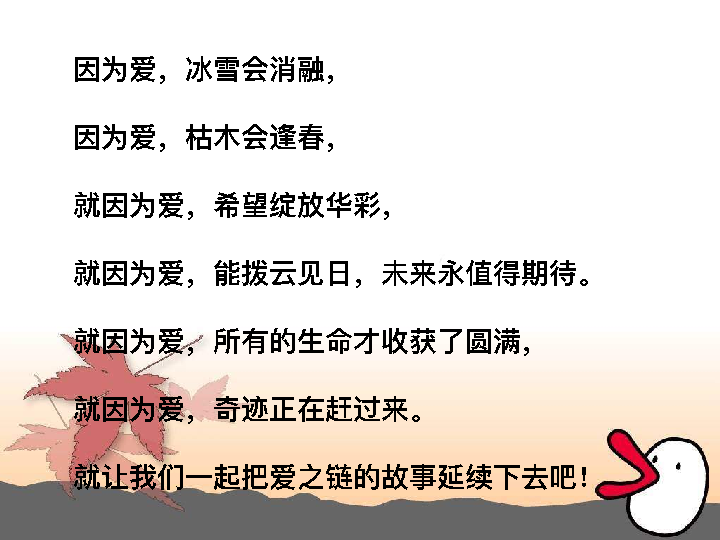 因为爱，冰雪会消融，
因为爱，枯木会逢春，
就因为爱，希望绽放华彩，
就因为爱，能拨云见日，未来永值得期待。
就因为爱，所有的生命才收获了圆满，
就因为爱，奇迹正在赶过来。
就让我们一起把爱之链的故事延续下去吧！